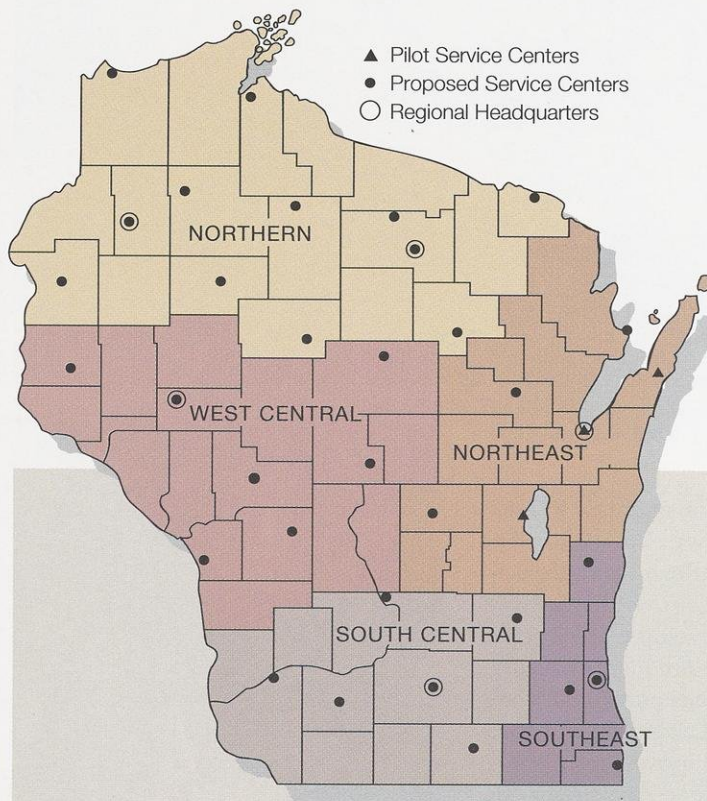 Pilot Service Centers
Proposed Service Centers
Regional Headquarters
NORTHERN
WEST CENTRAL
NORTHEAST
SOUTH CENTRAL
SOUTHEAST